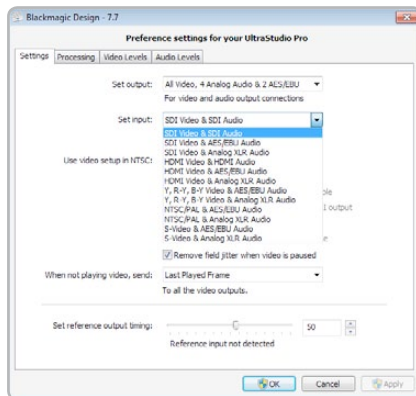 Blackmagic Design - 7.7
Preference settings for your UltraStudio Pro
Settings Processing Video Levels Audio Levels
Set output: All Video, 4 Analog Audio & 2 AES/EBU
For video and audio output connections
Set input: SDI Video & SDI Audio
SDI Video & SDI Audio
SDI Video & AES/EBU Audio
SDI Video & Analog XLR Audio
Use video setup in NTSC: HDMI Video & HDMI Audio
HDMI Video & AES/EBU Audio
HDMI Video & Analog XLR Audio
Y, R-Y, B-Y Video & AES/EBU Audio
Y, R-Y, B-Y Video & Analog XLR Audio
NTSC/PAL & AES/EBU Audio output
NTSC/PAL & Analog XLR Audio
S-Video & AES/EBU Audio
S-Video & Analog XLR Audio
Remove field jitter when video is paused
When not playing video, send: Last Played Frame
To all the video outputs.
Set reference output timing: 50
Reference input not detected
OK Cancel Apply